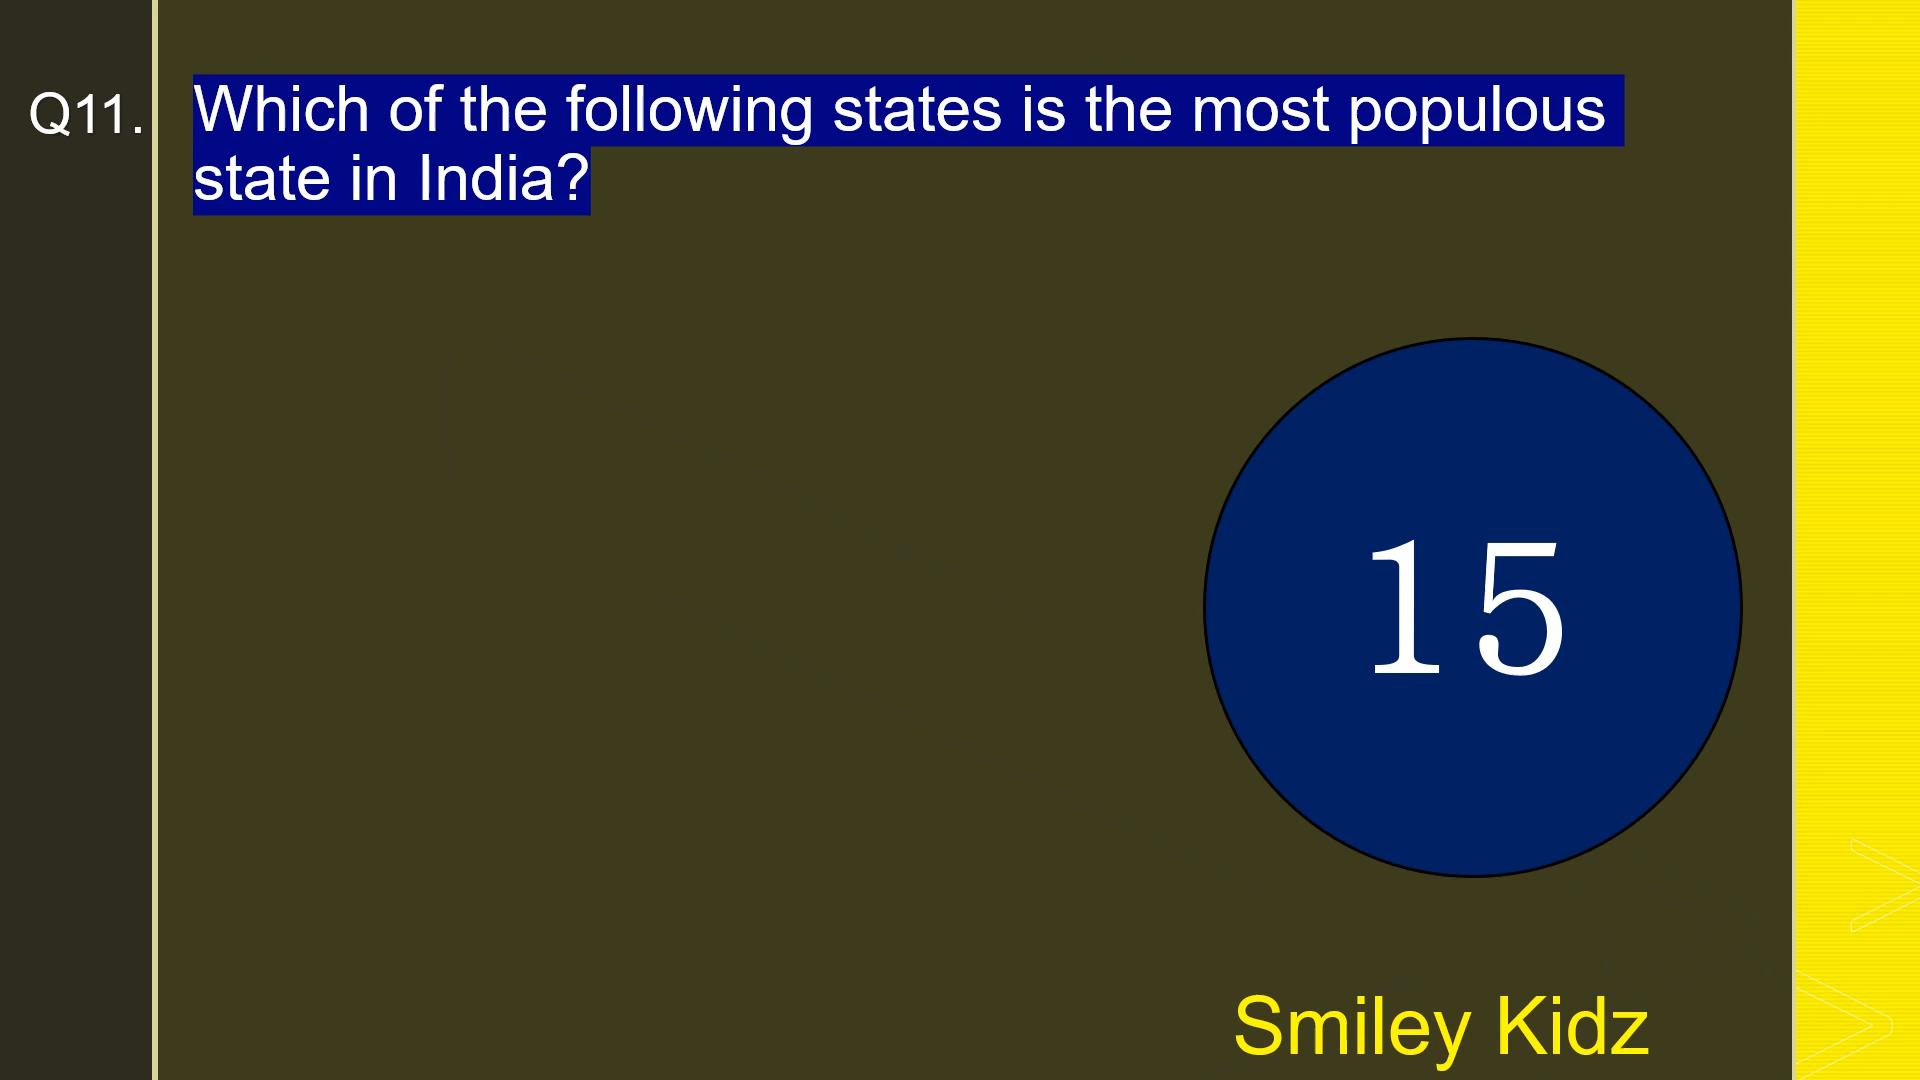 Q11.
Which of the following states is the most populous
state in India?
15
Smiley Kidz